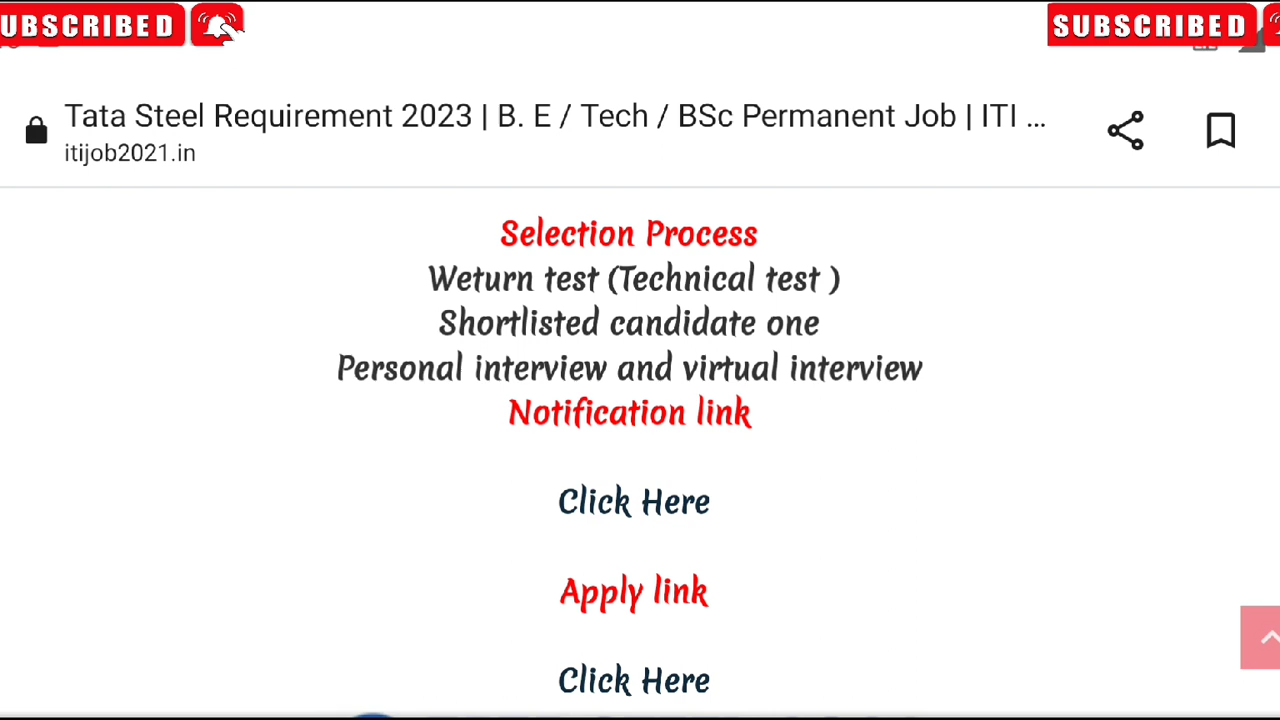 UBSCRIBED
SUBSCRIBED
Tata Steel Requirement 2023 | B. E / Tech / BSc Permanent Job | ITI ...
itijob2021.in
Selection Process
Weturn test (Technical test )
Shortlisted candidate one
Personal interview and virtual interview
Notification link
Click Here
Apply link
Click Here